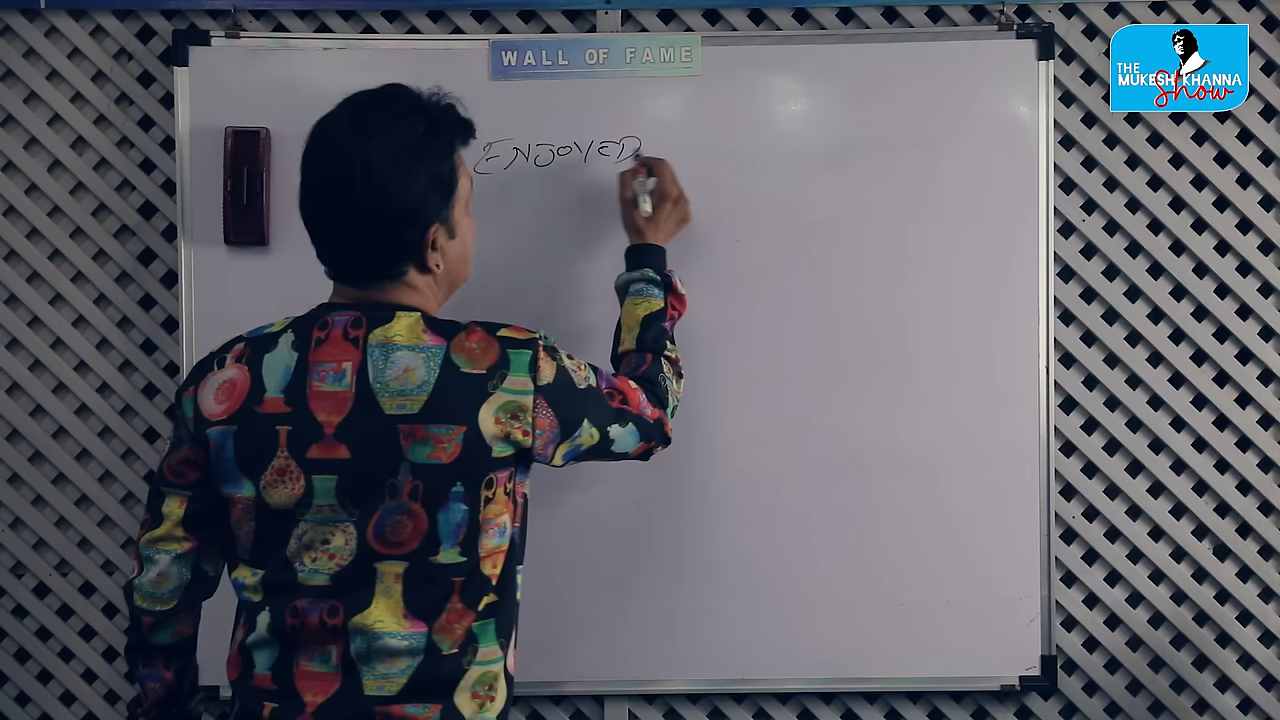 WALL OF FAME
THE
MUKESH KHANNA
Show
ENJOYED